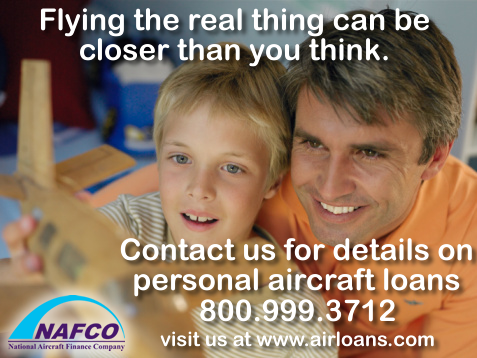 Flying the real thing can be
closer than you think.
Contact us for details on
personal aircraft loans
800.999.3712
NAFCO
National Aircraft Finance Company
visit us at www.airloans.com